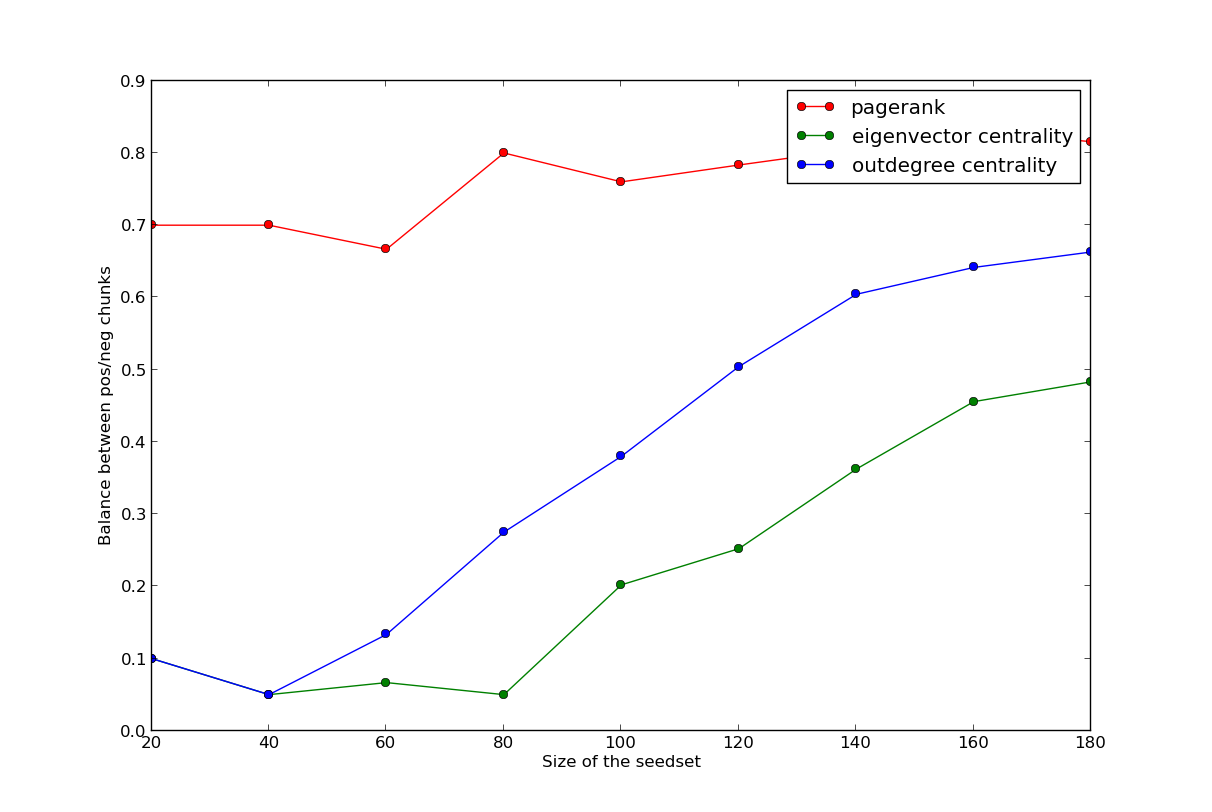 0.9
0.8
0.7
0.6
0.5
0.4
0.3
0.2
0.1
0.0
Balance between pos/neg chunks
pagerank
eigenvector centrality
outdegree centrality
20 40 60 80 100 120 140 160 180
Size of the seedset